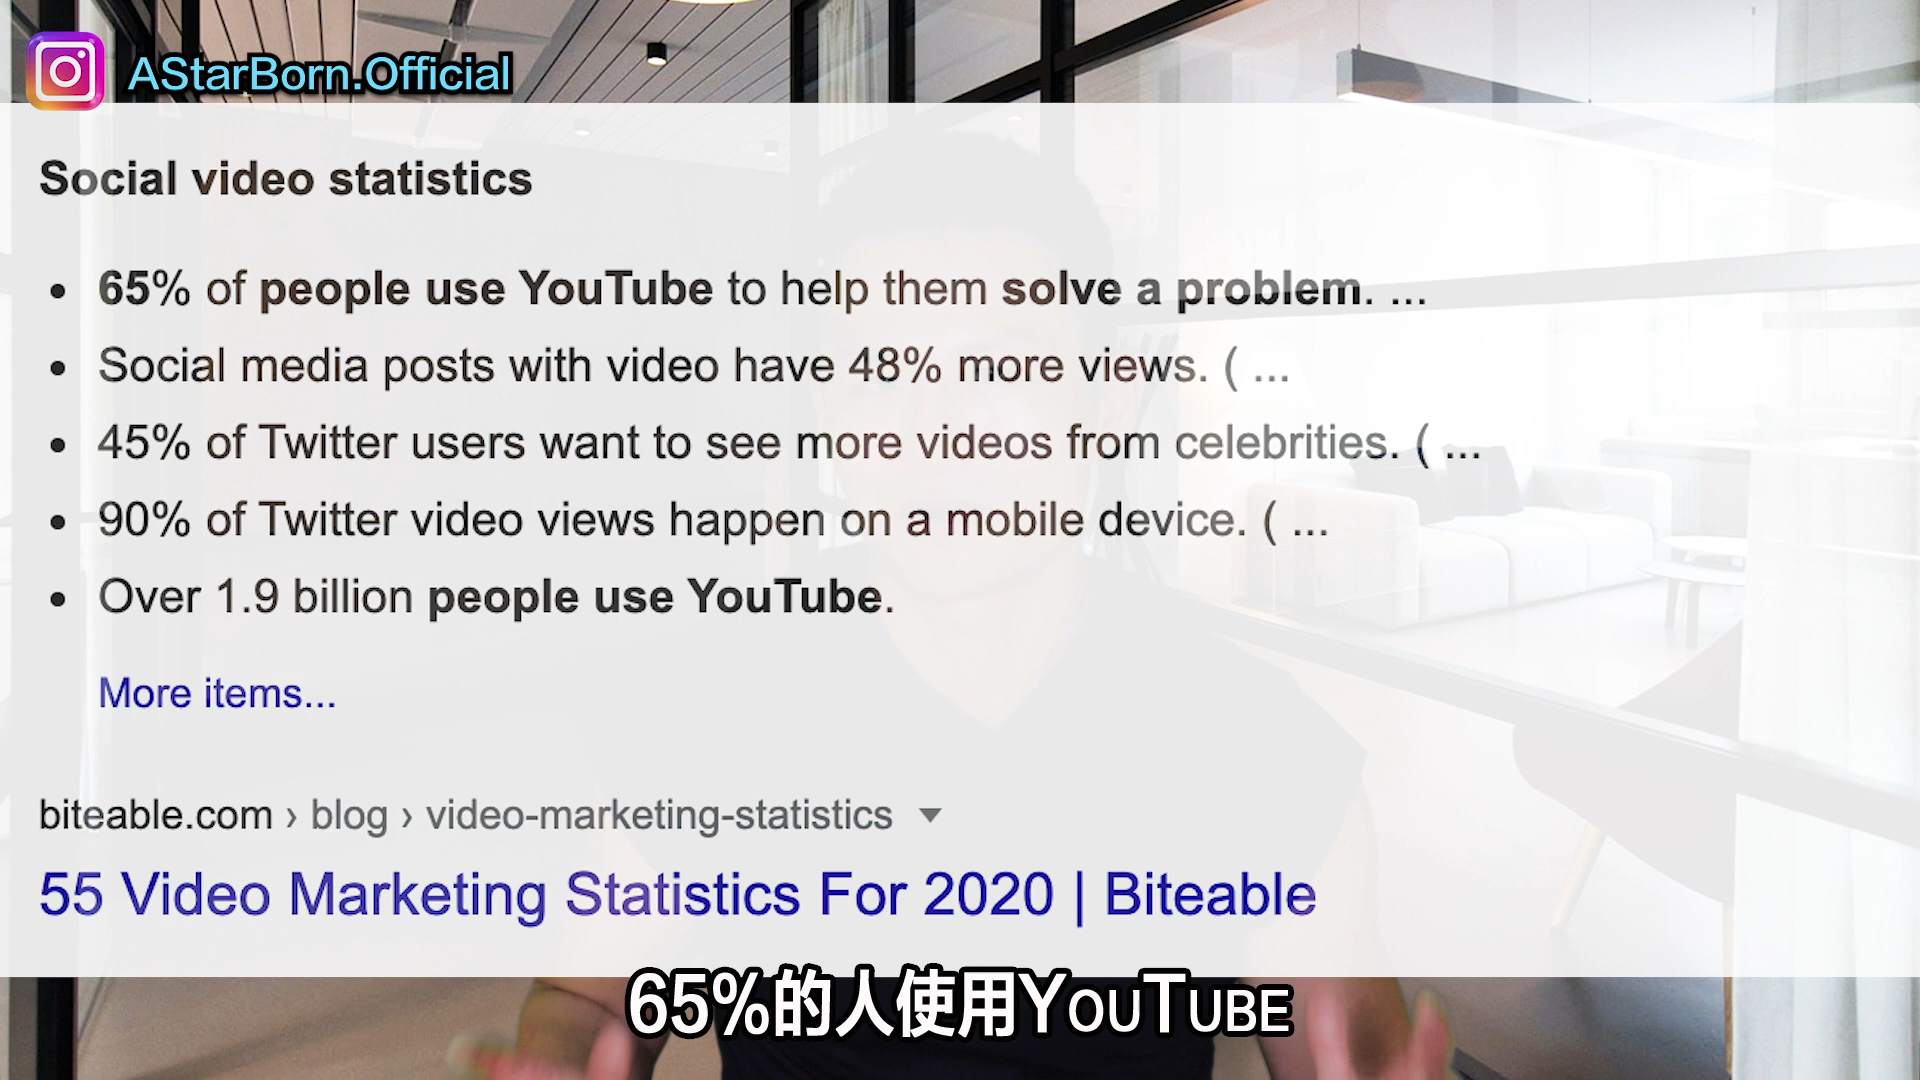 AStarBorn.Official
Social video statistics
• 65% of people use YouTube to help them solve a problem. ...
• Social media posts with video have 48% more views. ( ...
• 45% of Twitter users want to see more videos from celebrities. ( ...
• 90% of Twitter video views happen on a mobile device. ( ...
• Over 1.9 billion people use YouTube.
More items...
biteable.com › blog › video-marketing-statistics
55 Video Marketing Statistics For 2020 | Biteable
65%的人使用YOUTUBE